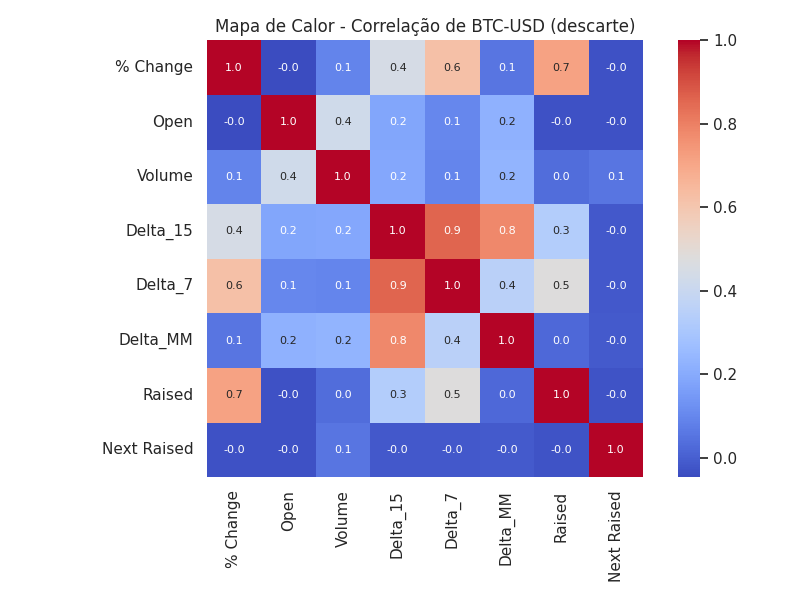 Mapa de Calor - Correlação de BTC-USD (descarte)
% Change 1.0 -0.0 0.1 0.4 0.6 0.1 0.7 -0.0
Open -0.0 1.0 0.4 0.2 0.1 0.2 -0.0 -0.0
Volume 0.1 0.4 1.0 0.2 0.1 0.2 0.0 0.1
Delta_15 0.4 0.2 0.2 1.0 0.9 0.8 0.3 -0.0
Delta_7 0.6 0.1 0.1 0.9 1.0 0.4 0.5 -0.0
Delta_MM 0.1 0.2 0.2 0.8 0.4 1.0 0.0 -0.0
Raised 0.7 -0.0 0.0 0.3 0.5 0.0 1.0 -0.0
Next Raised -0.0 -0.0 0.1 -0.0 -0.0 -0.0 -0.0 1.0
% Change Open Volume Delta_15 Delta_7 Delta_MM Raised Next Raised
1.0
0.8
0.6
0.4
0.2
0.0